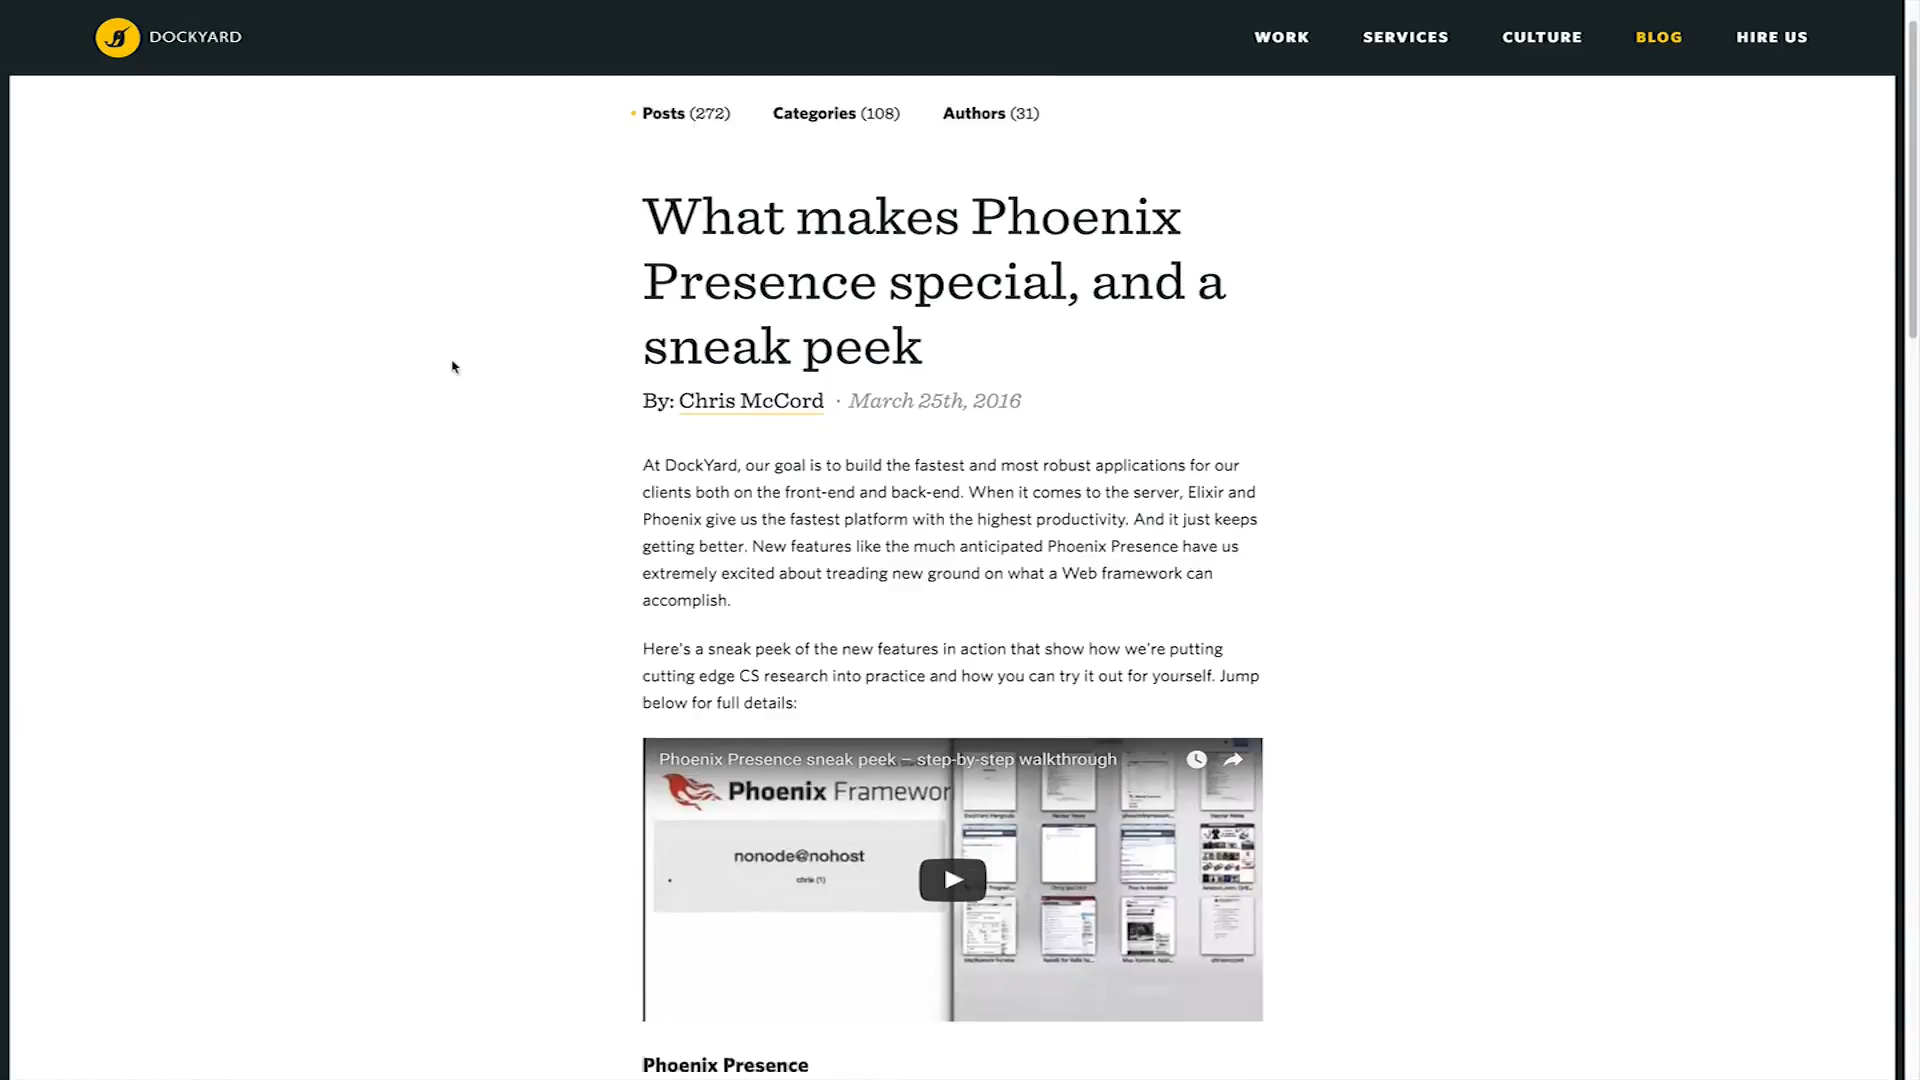 DOCKYARD
WORK SERVICES CULTURE BLOG HIRE US
• Posts (272) Categories (108) Authors (31)
What makes Phoenix
Presence special, and a
sneak peek
By: Chris McCord · March 25th, 2016
At DockYard, our goal is to build the fastest and most robust applications for our
clients both on the front-end and back-end. When it comes to the server, Elixir and
Phoenix give us the fastest platform with the highest productivity. And it just keeps
getting better. New features like the much anticipated Phoenix Presence have us
extremely excited about treading new ground on what a Web framework can
accomplish.
Here's a sneak peek of the new features in action that show how we're putting
cutting edge CS research into practice and how you can try it out for yourself. Jump
below for full details:
Phoenix Presence sneak peek – step-by-step walkthrough
Phoenix Framewor
nonode@nohost
chris (1)
Phoenix Presence